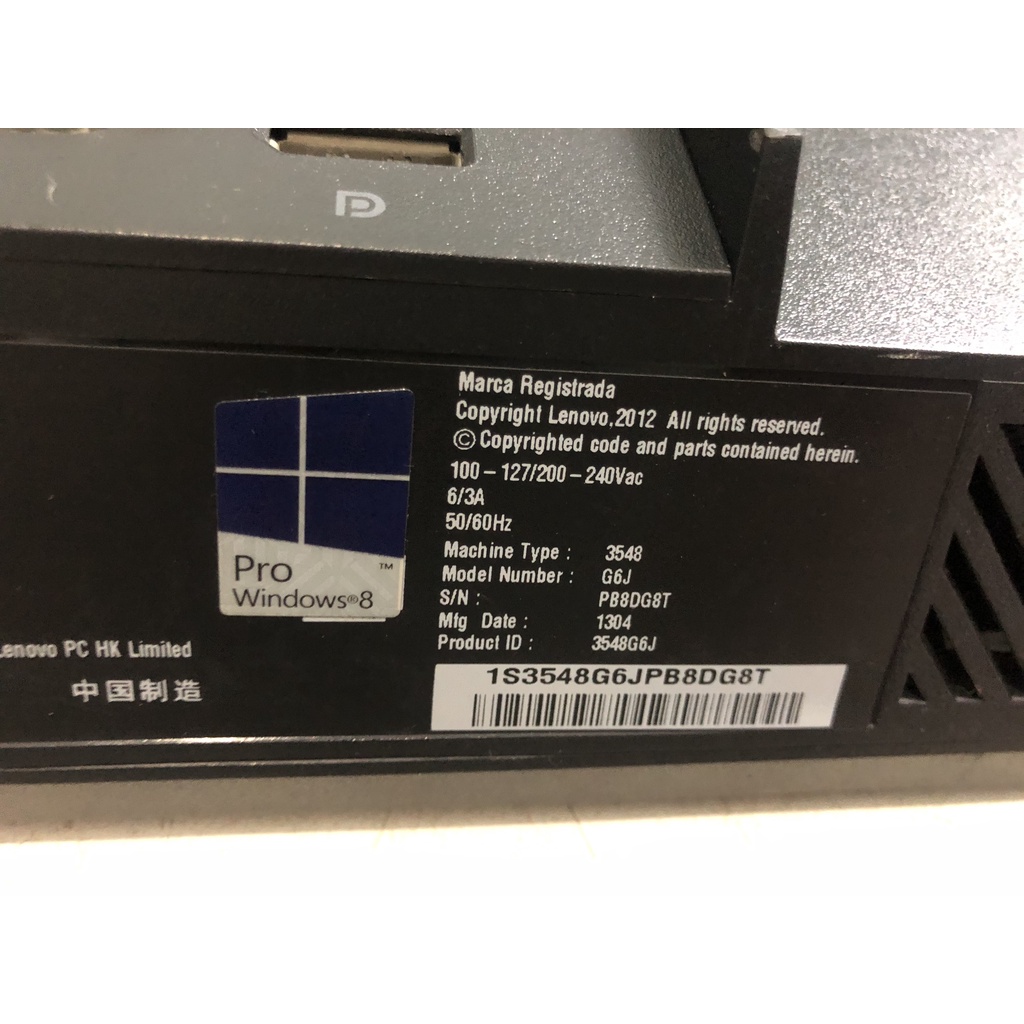 Marca Registrada
Copyright Lenovo,2012 All rights reserved.
©Copyrighted code and parts contained herein.
100–127/200–240Vac
6/3A
50/60Hz
Machine Type : 3548
Model Number : G6J
S/N : PB8DG8T
Mfg Date : 1304
Product ID : 3548G6J
1S3548G6JPB8DG8T
Pro ™
Windows®8
Lenovo PC HK Limited
中国制造